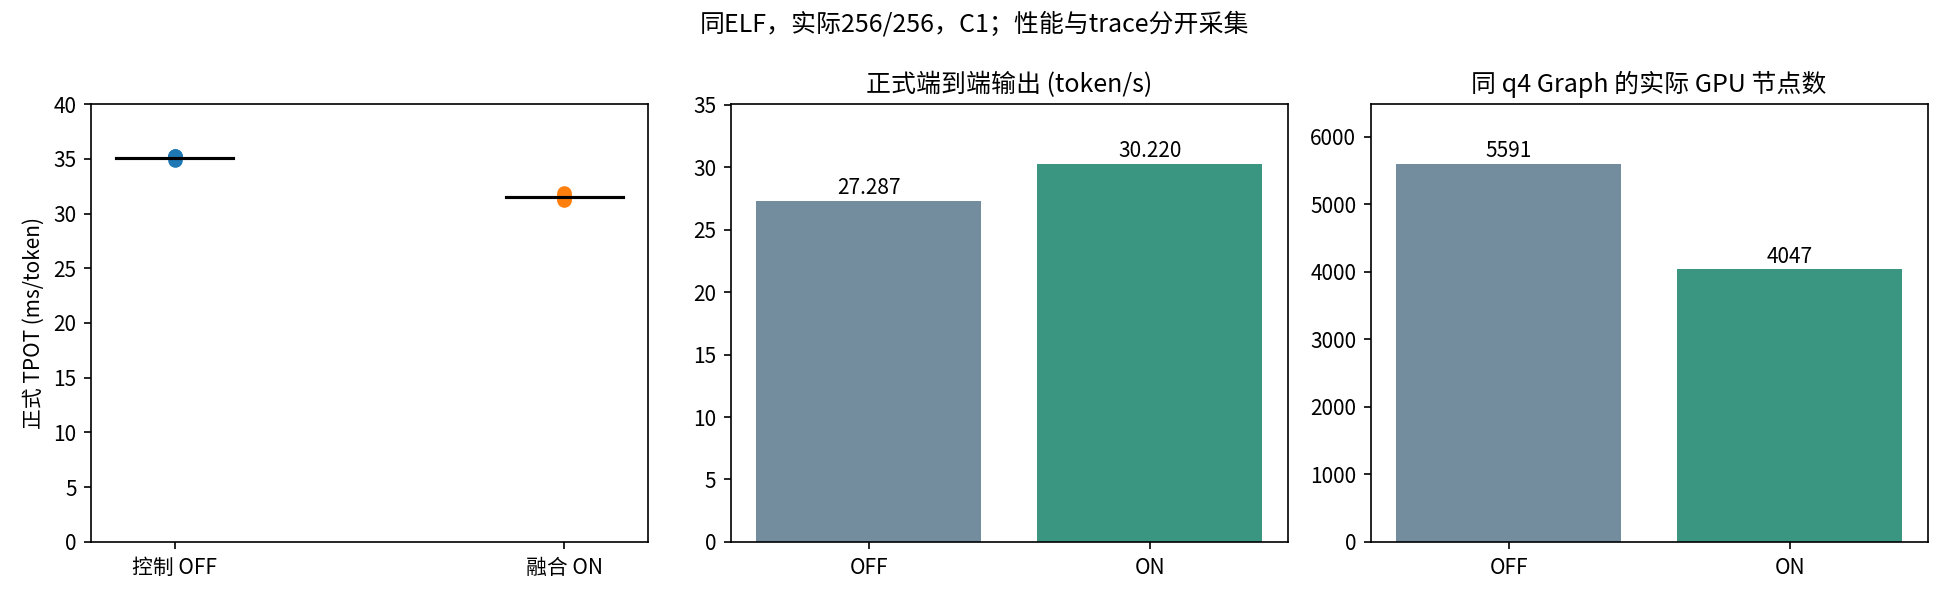 同ELF，实际256/256，C1；性能与trace分开采集
正式 TPOT (ms/token)
40
35
30
25
20
15
10
5
0
控制 OFF
融合 ON
正式端到端输出 (token/s)
35
30
25
20
15
10
5
0
27.287
30.220
OFF
ON
同 q4 Graph 的实际 GPU 节点数
6000
5000
4000
3000
2000
1000
0
5591
4047
OFF
ON